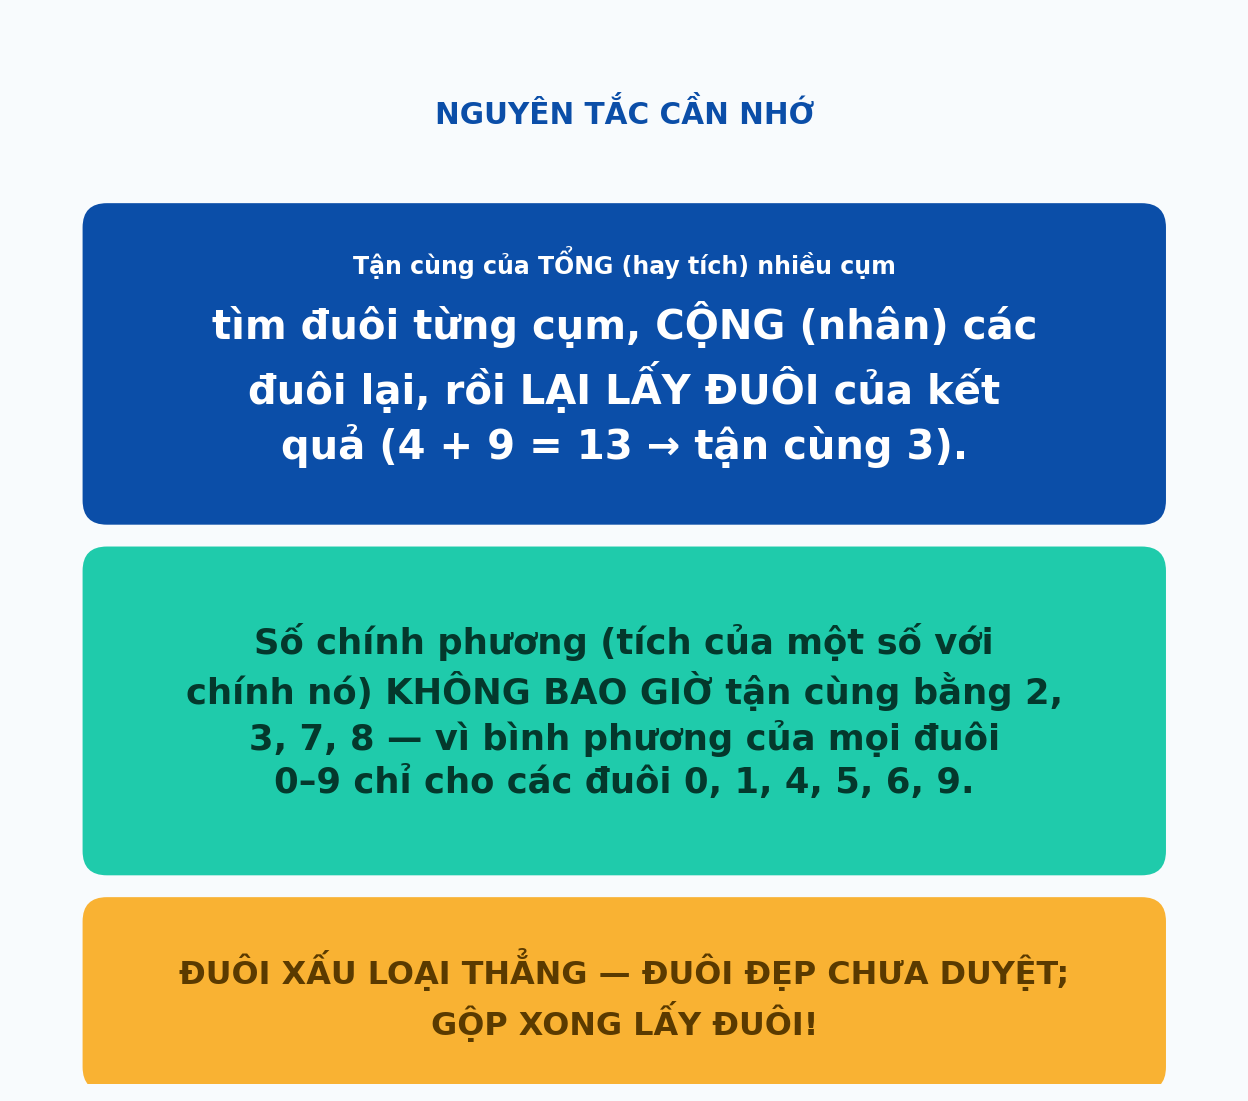 NGUYÊN TẮC CẦN NHỚ
Tận cùng của TỔNG (hay tích) nhiều cụm
tìm đuôi từng cụm, CỘNG (nhân) các
đuôi lại, rồi LẠI LẤY ĐUÔI của kết
quả (4 + 9 = 13 → tận cùng 3).
Số chính phương (tích của một số với
chính nó) KHÔNG BAO GIỜ tận cùng bằng 2,
3, 7, 8 — vì bình phương của mọi đuôi
0–9 chỉ cho các đuôi 0, 1, 4, 5, 6, 9.
ĐUÔI XẤU LOẠI THẲNG — ĐUÔI ĐẸP CHƯA DUYỆT;
GỘP XONG LẤY ĐUÔI!